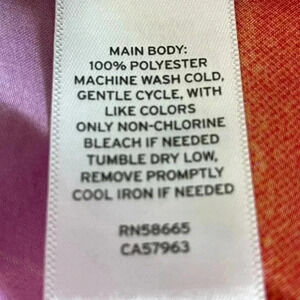 MAIN BODY:
100% POLYESTER
MACHINE WASH COLD,
GENTLE CYCLE, WITH
LIKE COLORS
ONLY NON-CHLORINE
BLEACH IF NEEDED
TUMBLE DRY LOW,
REMOVE PROMPTLY
COOL IRON IF NEEDED
RN58665
CA57963